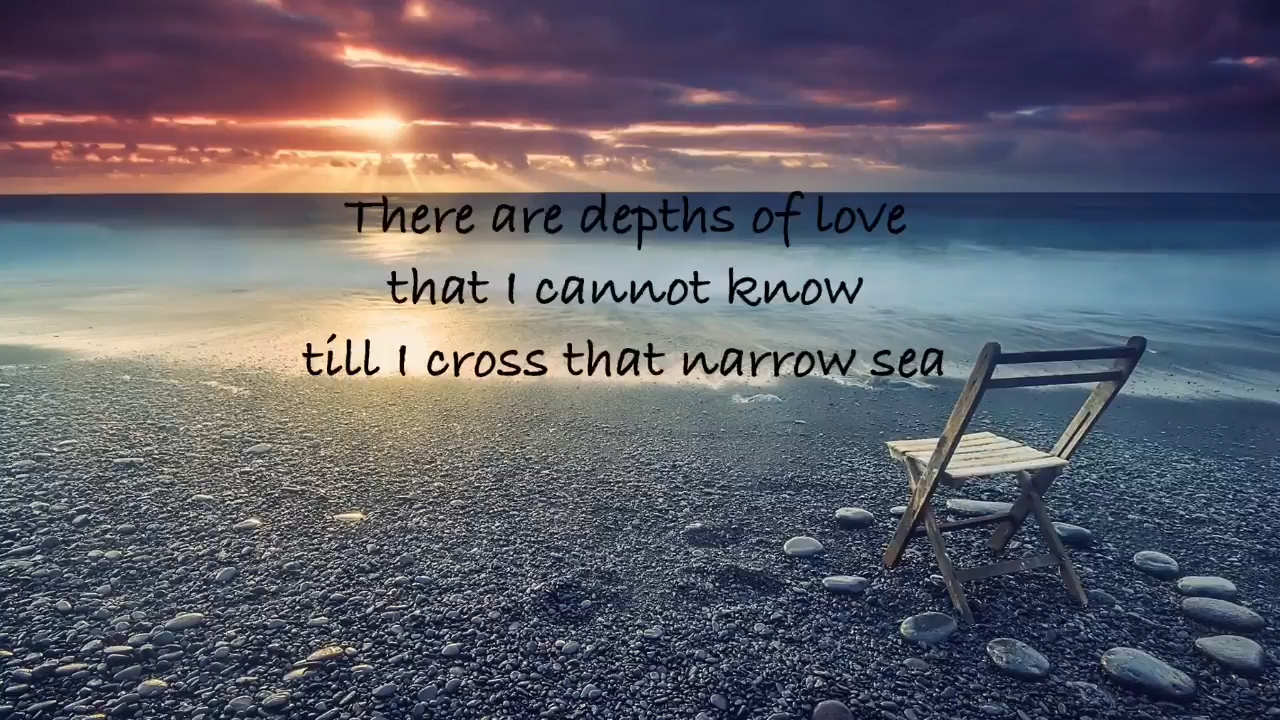 There are depths of love
that I cannot know
till I cross that narrow sea